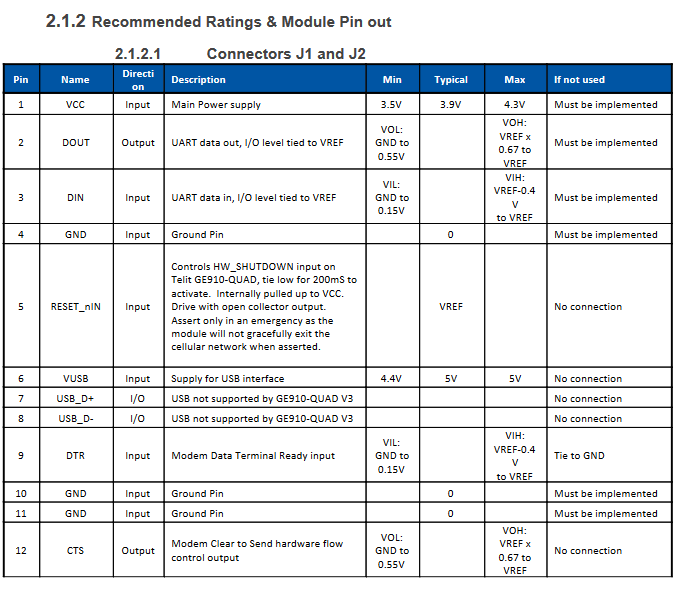 2.1.2 Recommended Ratings & Module Pin out
2.1.2.1 Connectors J1 and J2
Pin Name Directi on Description Min Typical Max If not used
1 VCC Input Main Power supply 3.5V 3.9V 4.3V Must be implemented
2 DOUT Output UART data out, I/O level tied to VREF VOL: GND to 0.55V VOH: VREF x 0.67 to VREF Must be implemented
3 DIN Input UART data in, I/O level tied to VREF VIL: GND to 0.15V VIH: VREF-0.4 V to VREF Must be implemented
4 GND Input Ground Pin 0 Must be implemented
5 RESET_nIN Input Controls HW_SHUTDOWN input on
Telit GE910-QUAD, tie low for 200mS to
activate. Internally pulled up to VCC.
Drive with open collector output.
Assert only in an emergency as the
module will not gracefully exit the
cellular network when asserted. VREF No connection
6 VUSB Input Supply for USB interface 4.4V 5V 5V No connection
7 USB_D+ I/O USB not supported by GE910-QUAD V3 No connection
8 USB_D- I/O USB not supported by GE910-QUAD V3 No connection
9 DTR Input Modem Data Terminal Ready input VIL: GND to 0.15V VIH: VREF-0.4 V to VREF Tie to GND
10 GND Input Ground Pin 0 Must be implemented
11 GND Input Ground Pin 0 Must be implemented
12 CTS Output Modem Clear to Send hardware flow
control output VOL: GND to 0.55V VOH: VREF x 0.67 to VREF No connection